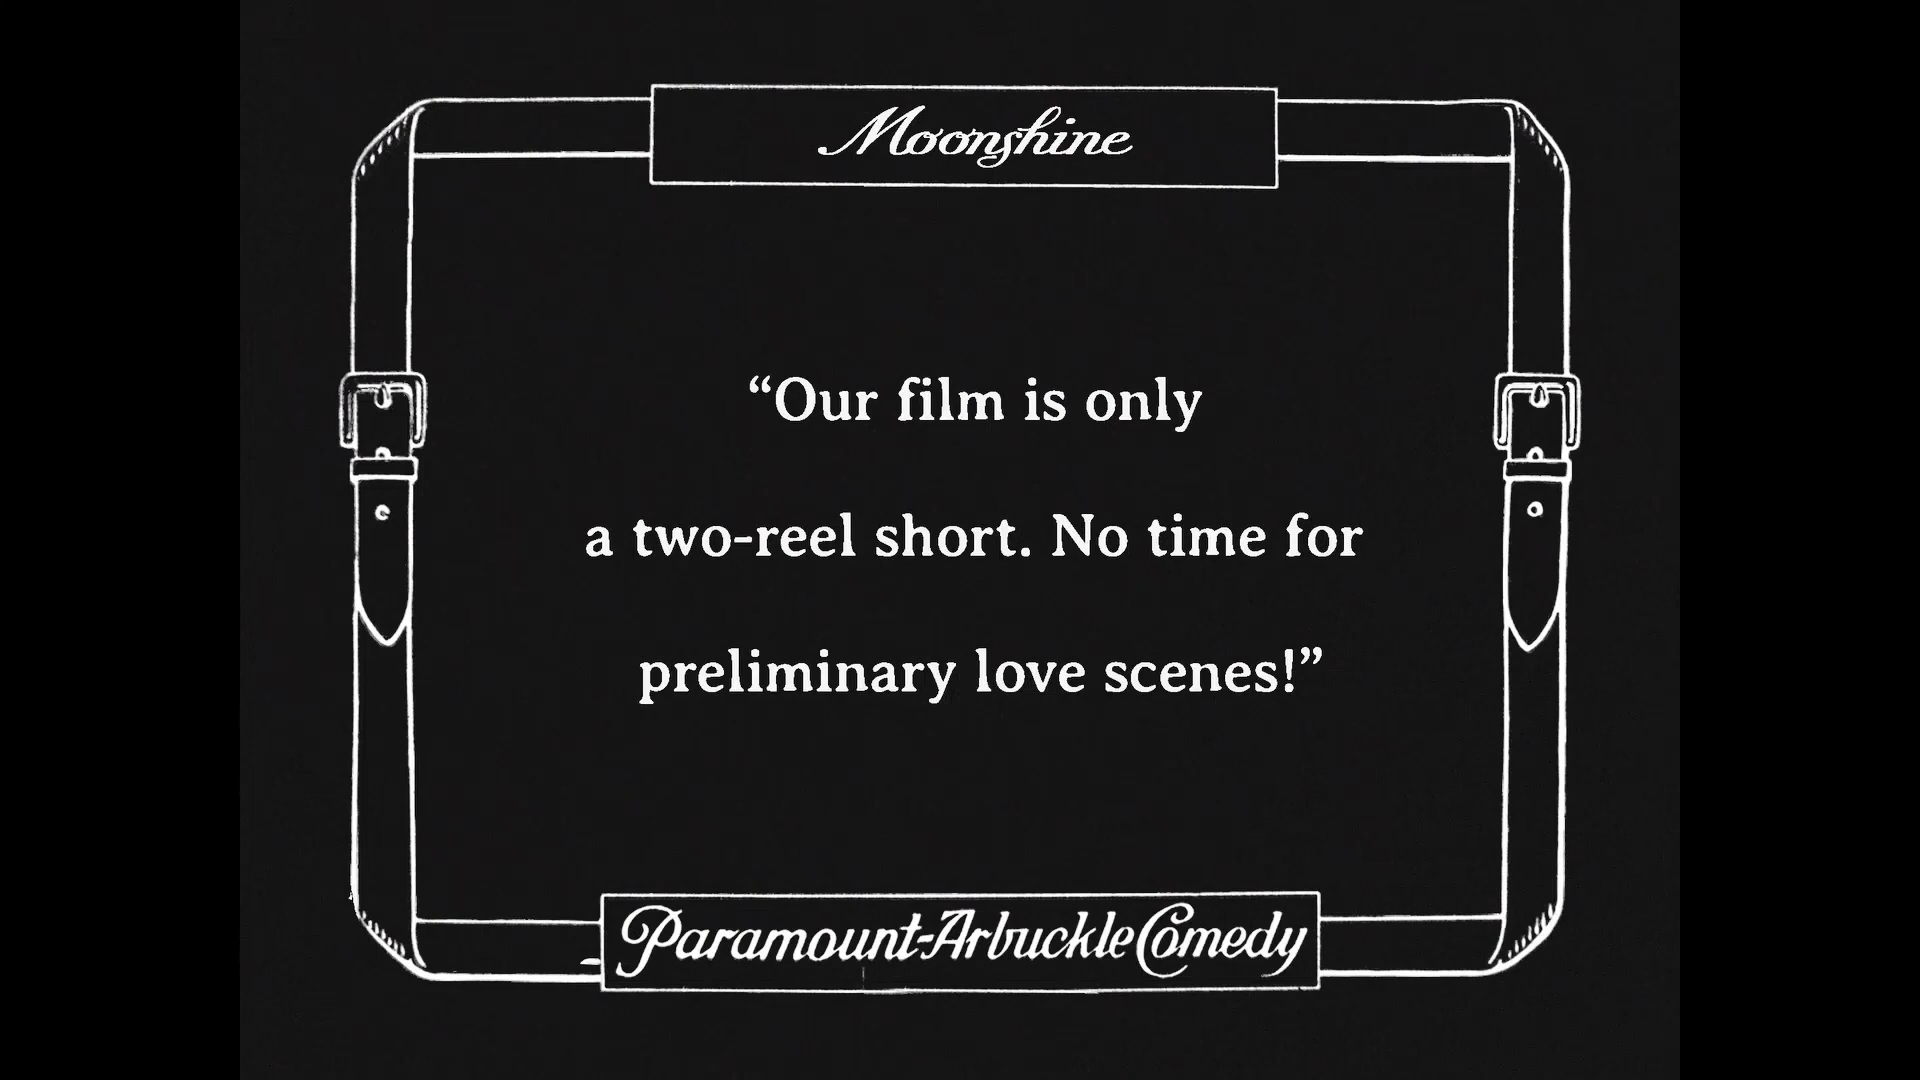 Moonshine
“Our film is only
a two-reel short. No time for
preliminary love scenes!”
Paramount-Arbuckle Comedy